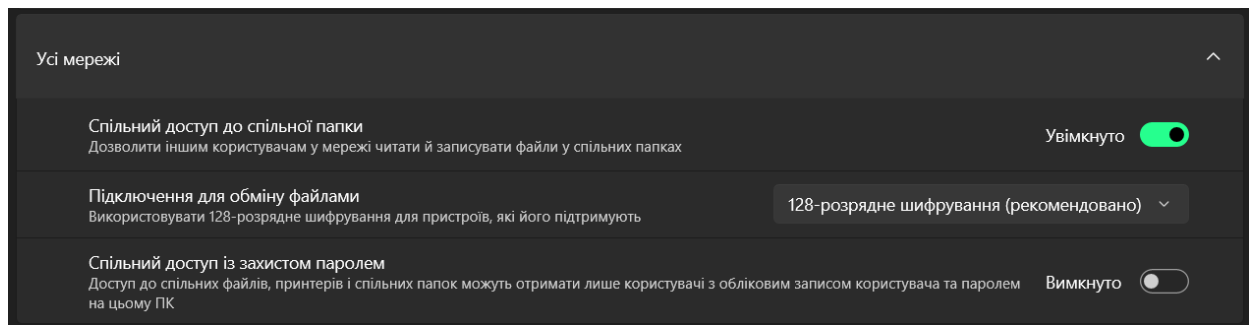 Усі мережі
Спільний доступ до спільної папки
Дозволити іншим користувачам у мережі читати й записувати файли у спільних папках
Увімкнуто
Підключення для обміну файлами
Використовувати 128-розрядне шифрування для пристроїв, які його підтримують
128-розрядне шифрування (рекомендовано)
Спільний доступ із захистом паролем
Доступ до спільних файлів, принтерів і спільних папок можуть отримати лише користувачі з обліковим записом користувача та паролем
на цьому ПК
Вимкнуто